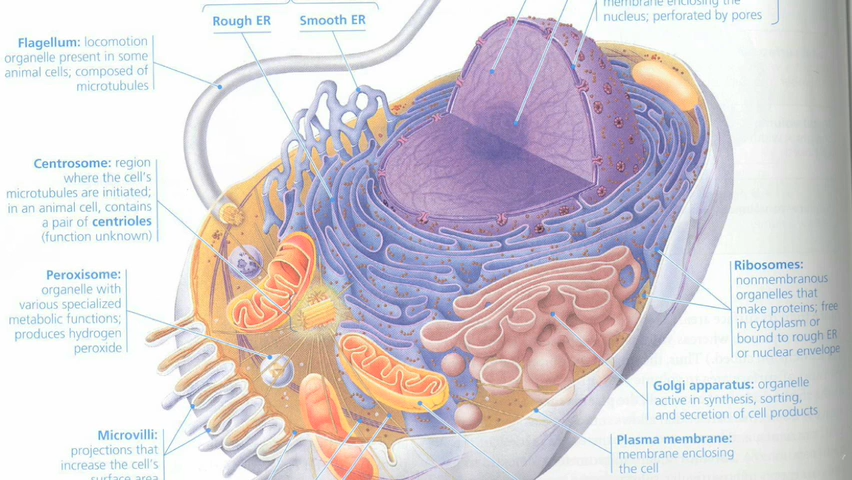 Rough ER
Smooth ER
membrane enclosing the
nucleus; perforated by pores
Flagellum: locomotion
organelle present in some
animal cells; composed of
microtubules
Centrosome: region
where the cell's
microtubules are initiated;
in an animal cell, contains
a pair of centrioles
(function unknown)
Peroxisome:
organelle with
various specialized
metabolic functions;
produces hydrogen
peroxide
Microvilli:
projections that
increase the cell's
surface area
Ribosomes:
nonmembranous
organelles that
make proteins; free
in cytoplasm or
bound to rough ER
or nuclear envelope
Golgi apparatus: organelle
active in synthesis, sorting,
and secretion of cell products
Plasma membrane:
membrane enclosing
the cell